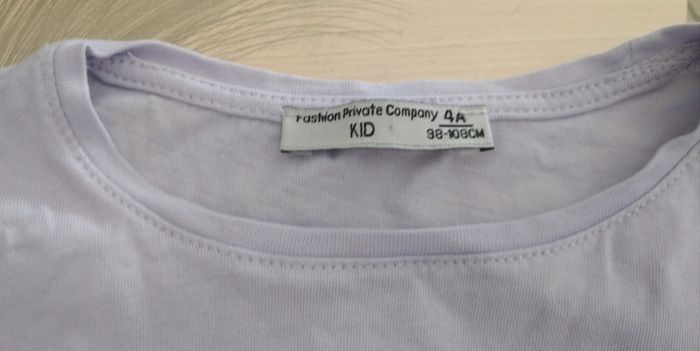 Fashion Private Company 4A
KID 98-108CM